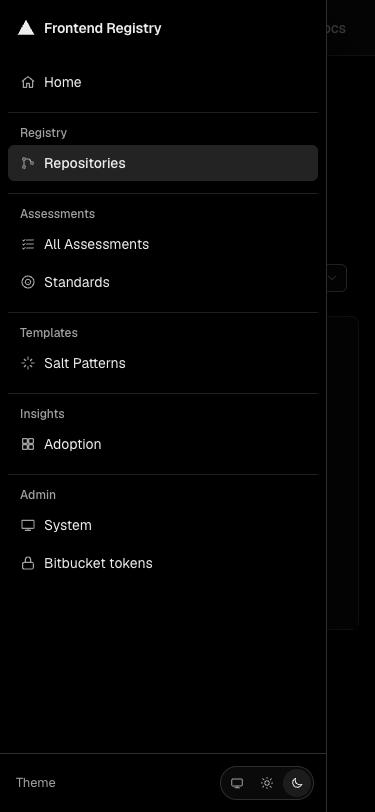 Frontend Registry
Home
Registry
Repositories
Assessments
All Assessments
Standards
Templates
Salt Patterns
Insights
Adoption
Admin
System
Bitbucket tokens
Theme